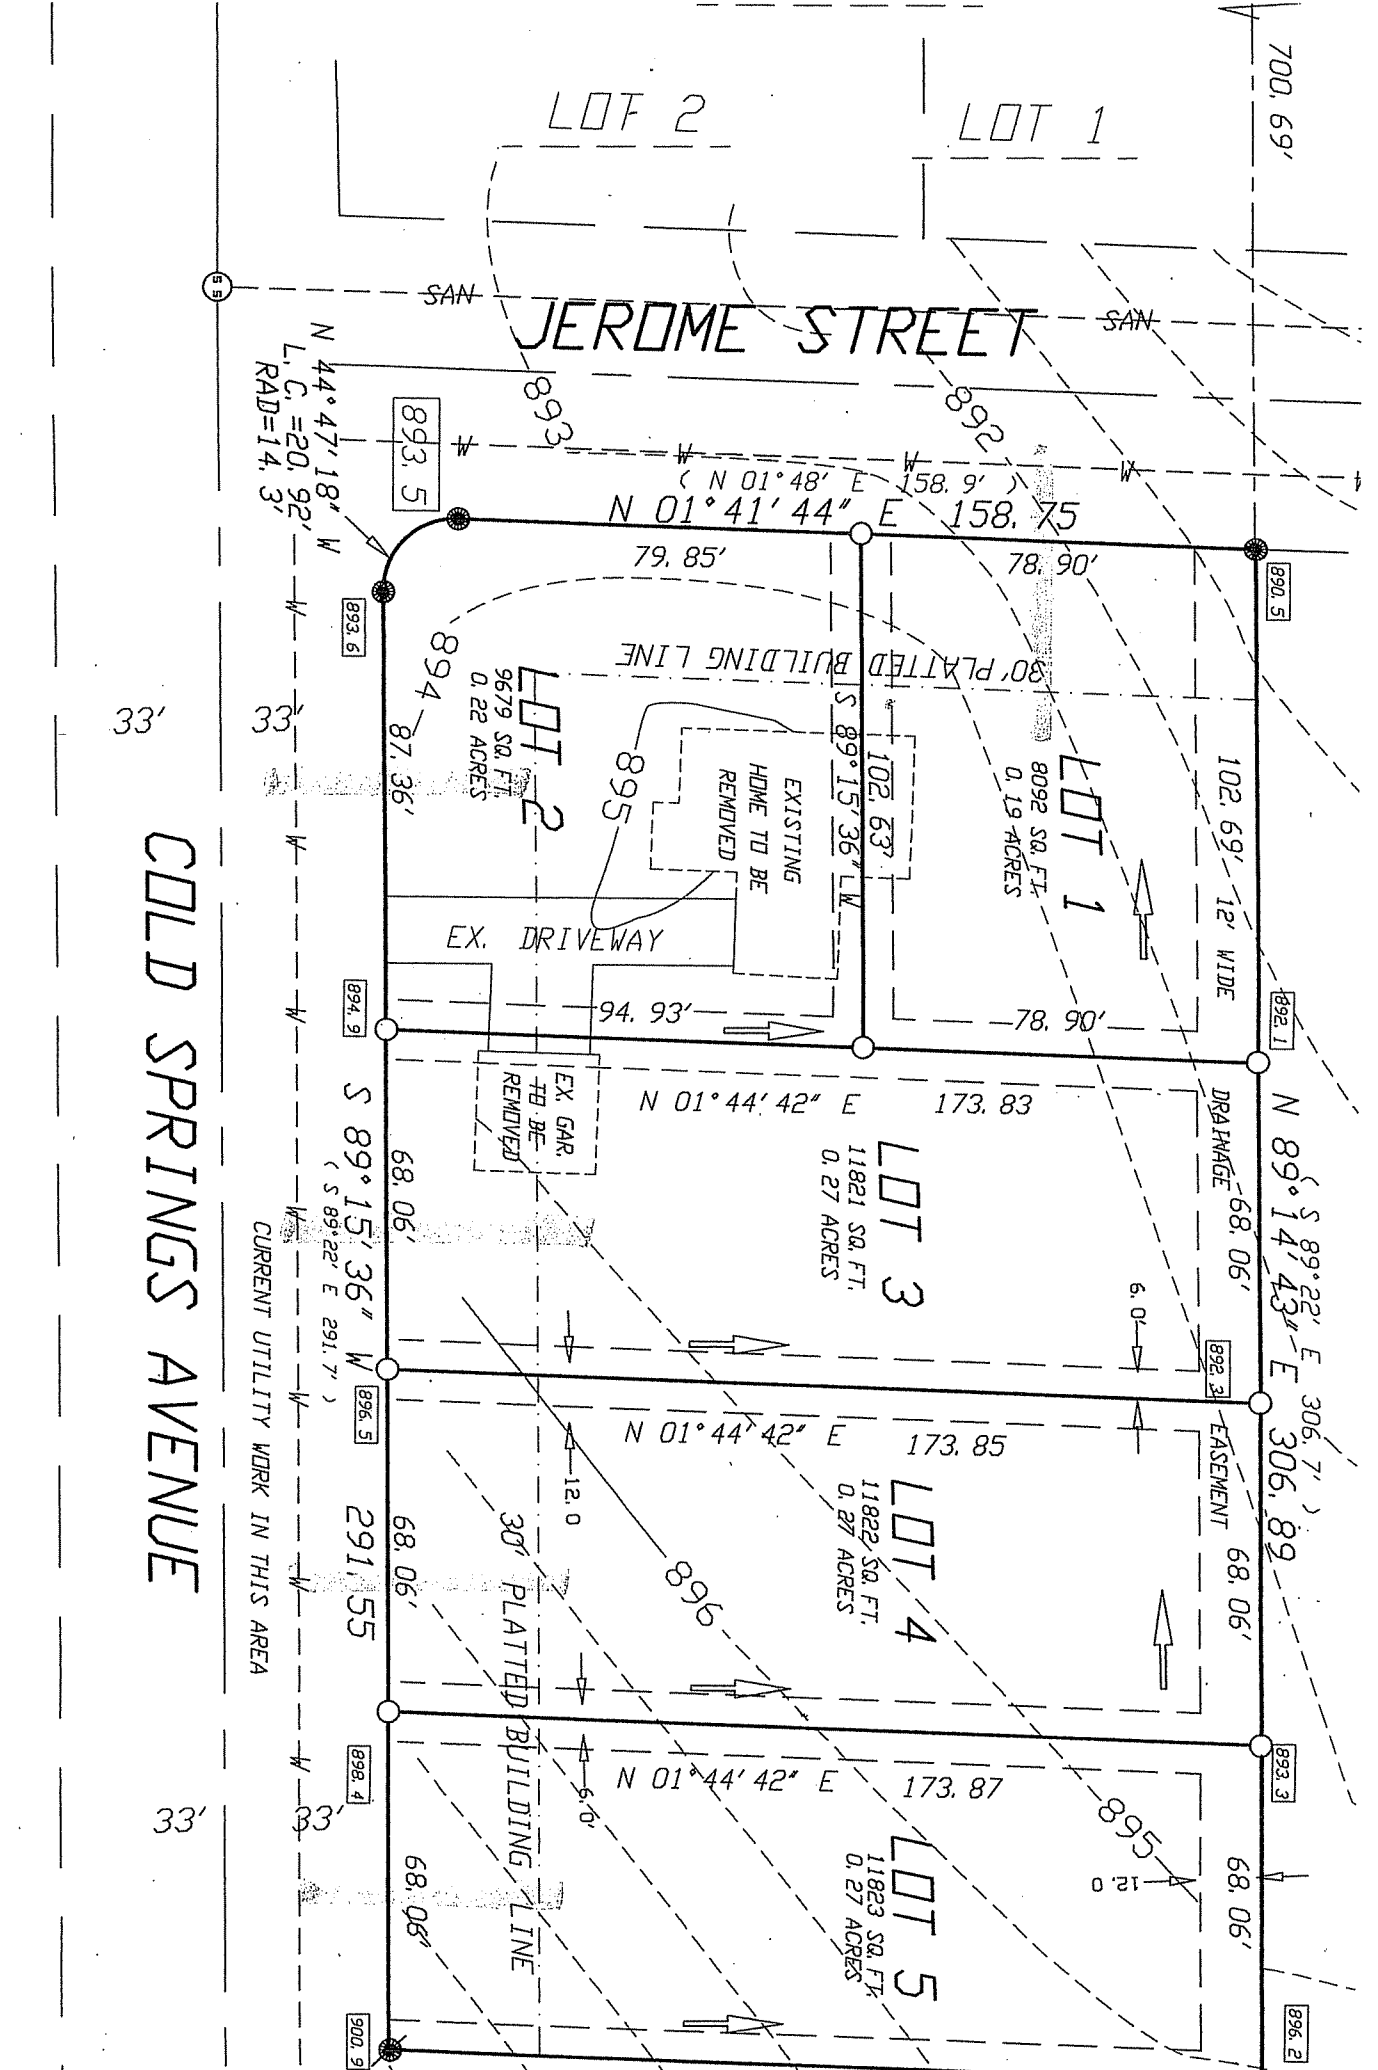 700.69'
LOT 2
LOT 1
SS
SAN
SAN
JEROME STREET
N 44°47'18" W
L.C.=20.92'
RAD=14.3'
893.5
893
892
W
W
W
W
( N 01°48' E 158.9' )
N 01°41'44" E 158.75
79.85'
78.90'
890.5
893.6
30' PLATTED BUILDING LINE
33'
33'
894
87.36'
LOT 2
9679 SQ. FT.
0.22 ACRES
895
EXISTING
HOME TO BE
REMOVED
S 89°15'36" W
102.63'
LOT 1
8092 SQ. FT.
0.19 ACRES
102.69'
12' WIDE
EX. DRIVEWAY
894.9
94.93'
78.90'
892.1
N 01°44'42" E 173.83
EX. GAR.
TO BE
REMOVED
LOT 3
11821 SQ. FT.
0.27 ACRES
DRAINAGE
68.06'
N 89°14'43" E 306.89
( S 89°22' E 306.7' )
COLD SPRINGS AVENUE
CURRENT UTILITY WORK IN THIS AREA
W
W
W
W
W
W
W
S 89°15'36" W 291.55
( S 89°22' E 291.7' )
68.06'
6.0'
892.3
896.5
N 01°44'42" E 173.85
12.0
EASEMENT
68.06'
LOT 4
11822 SQ. FT.
0.27 ACRES
896
68.06'
30' PLATTED BUILDING LINE
898.4
893.3
N 01°44'42" E 173.87
6.0'
33'
33'
895
12.0
68.06'
LOT 5
11823 SQ. FT.
0.27 ACRES
68.06'
900.9
896.2